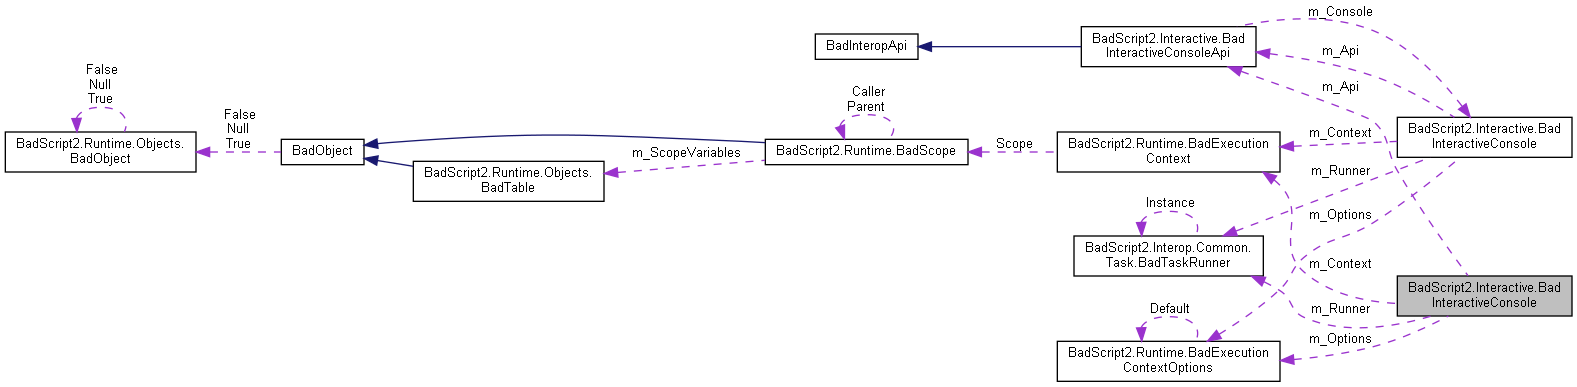 m_Console
BadScript2.Interactive.Bad
InteractiveConsoleApi
BadInteropApi
m_Api
m_Api
False
Null
True
BadScript2.Runtime.Objects.
BadObject
False
Null
True
BadObject
Caller
Parent
BadScript2.Runtime.BadScope
m_ScopeVariables
BadScript2.Runtime.Objects.
BadTable
Scope
BadScript2.Runtime.BadExecution
Context
m_Context
BadScript2.Interactive.Bad
InteractiveConsole
m_Runner
Instance
BadScript2.Interop.Common.
Task.BadTaskRunner
m_Options
m_Context
BadScript2.Interactive.Bad
InteractiveConsole
m_Runner
Default
BadScript2.Runtime.BadExecution
ContextOptions
m_Options